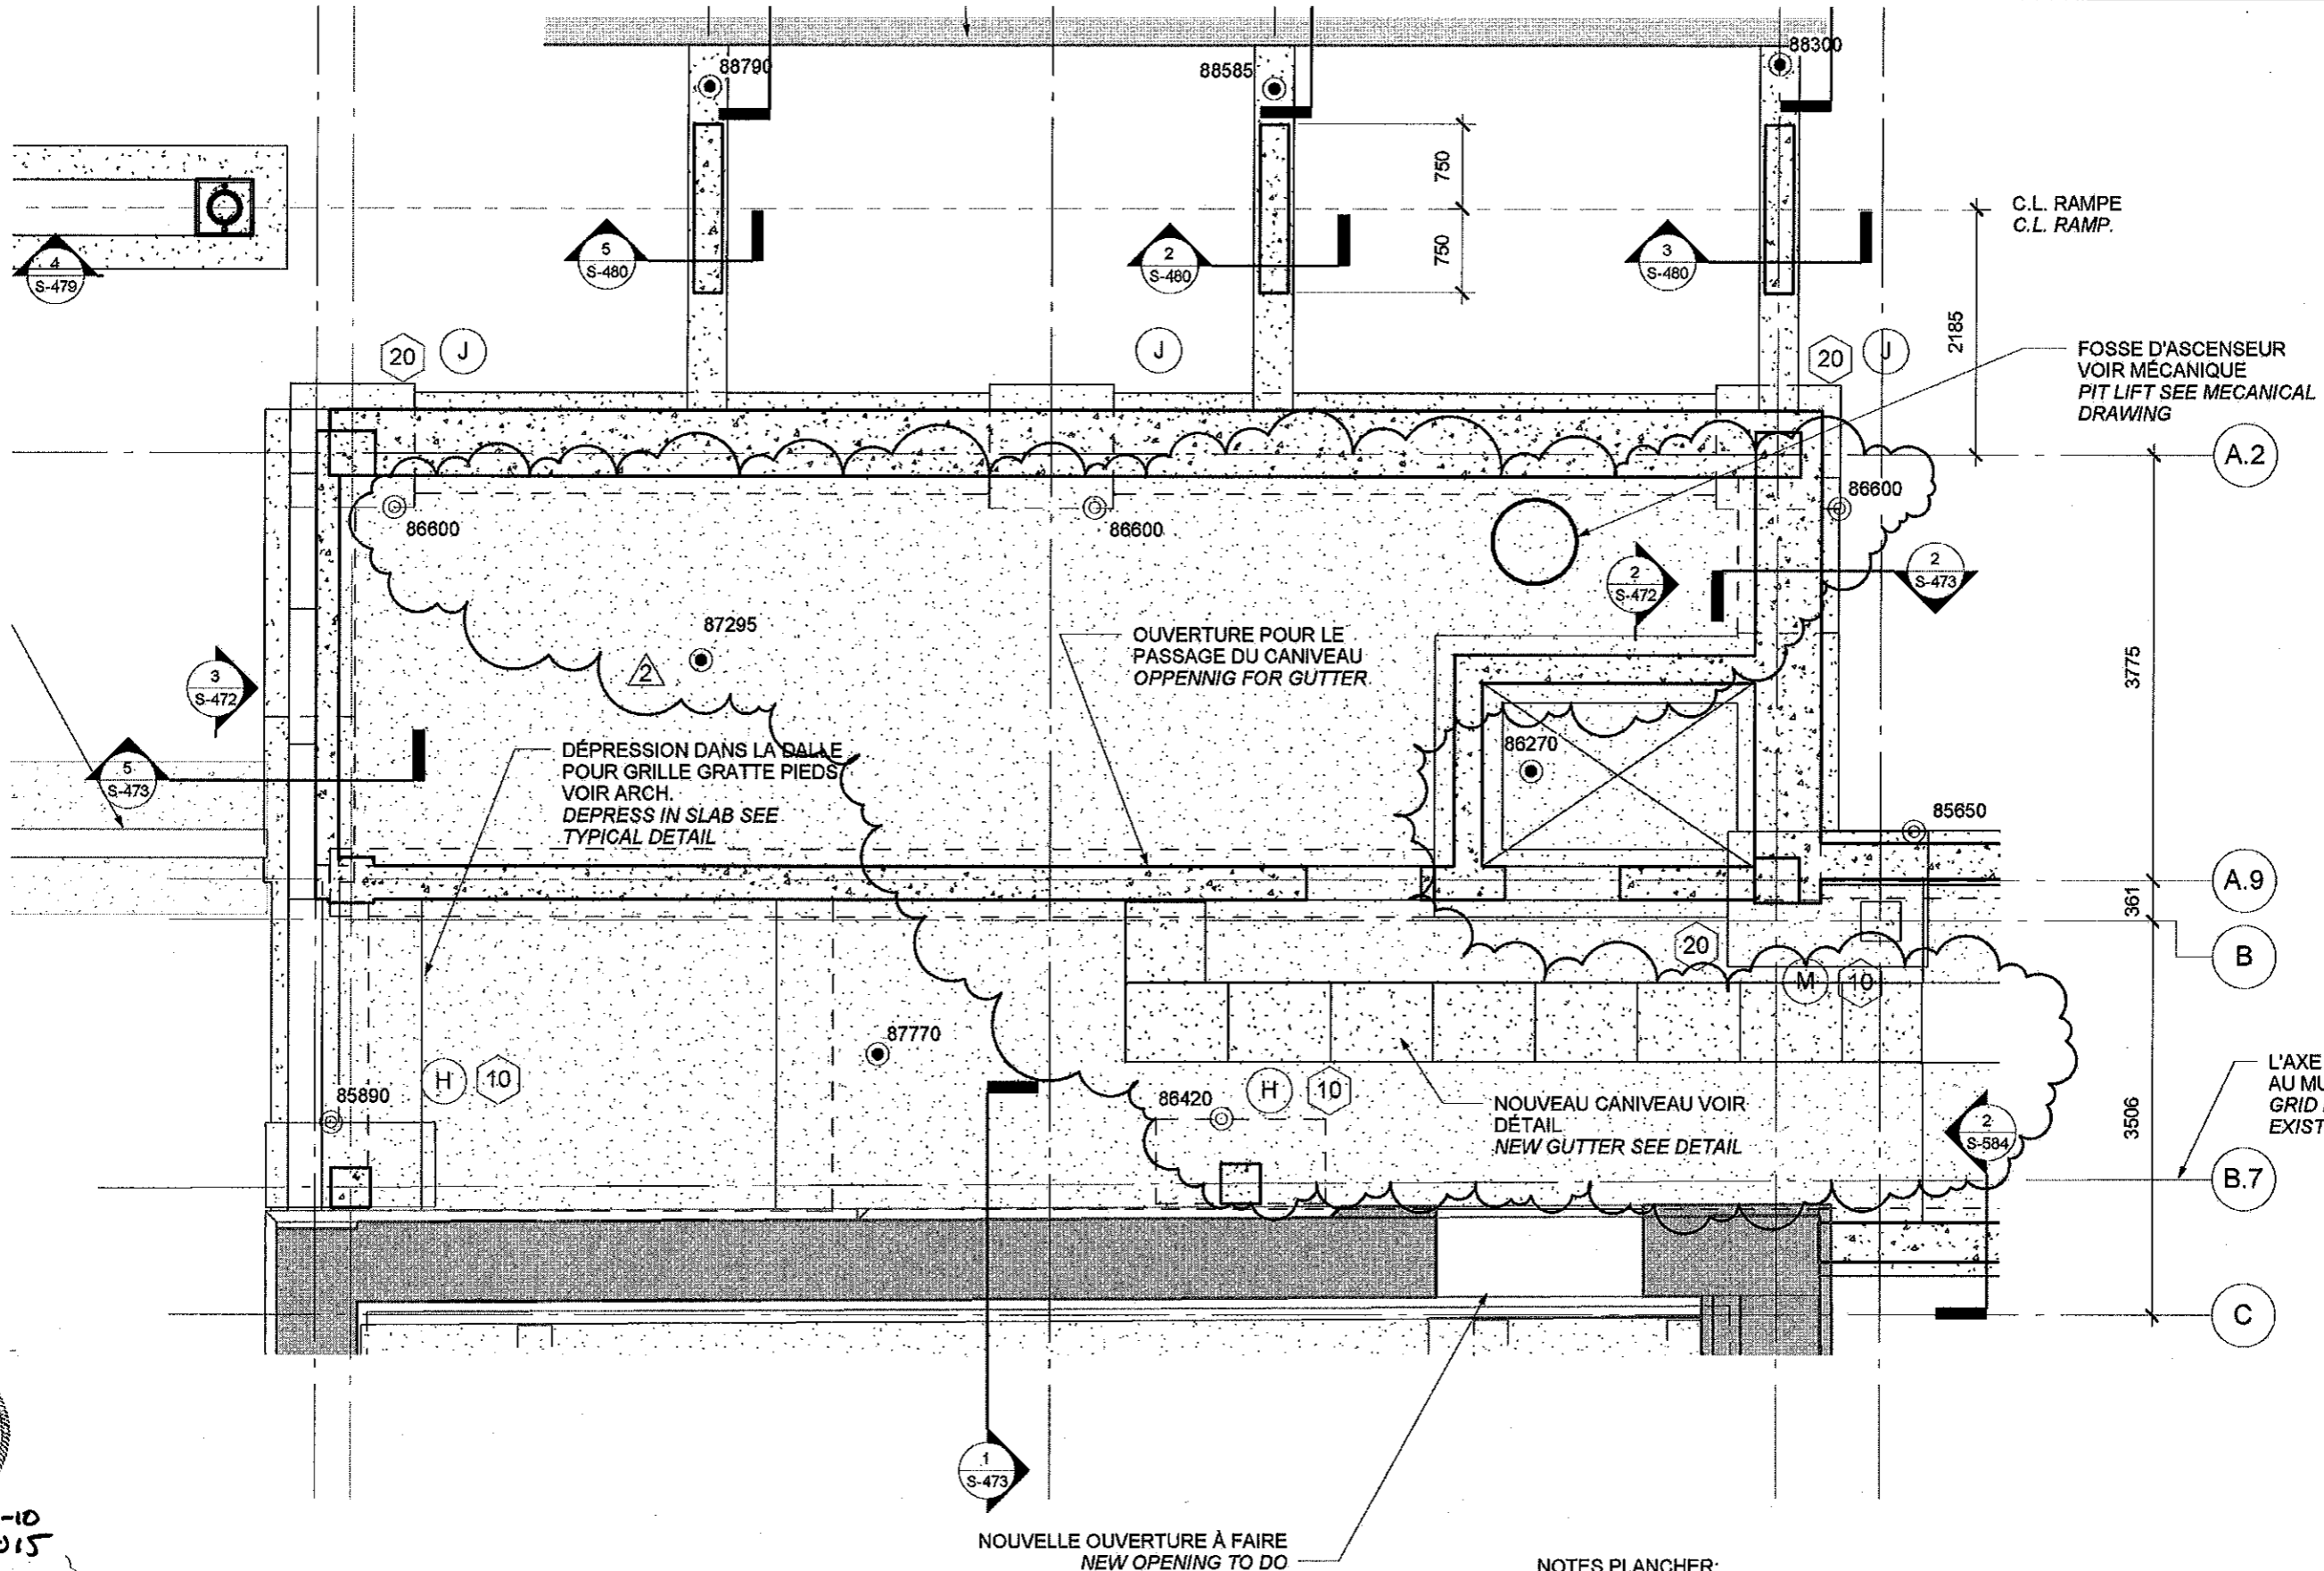 88790
88585
88300
750
750
C.L. RAMPE
C.L. RAMP.
4
S-479
5
S-480
2
S-460
3
S-480
2185
20
J
J
20
J
FOSSE D'ASCENSEUR
VOIR MÉCANIQUE
PIT LIFT SEE MECANICAL
DRAWING
A.2
86600
86600
86600
2
S-472
2
S-473
87295
2
OUVERTURE POUR LE
PASSAGE DU CANIVEAU
OPPENNIG FOR GUTTER
3775
3
S-472
5
S-473
DÉPRESSION DANS LA DALLE
POUR GRILLE GRATTE PIEDS
VOIR ARCH.
DEPRESS IN SLAB SEE
TYPICAL DETAIL
86270
85650
A.9
361
B
20
M
10
87770
H
10
85890
86420
H
10
NOUVEAU CANIVEAU VOIR
DÉTAIL
NEW GUTTER SEE DETAIL
2
S-584
3506
L'AXE
AU MU
GRID
EXIST
B.7
C
1
S-473
-10
015
NOUVELLE OUVERTURE À FAIRE
NEW OPENING TO DO
NOTES PLANCHER: